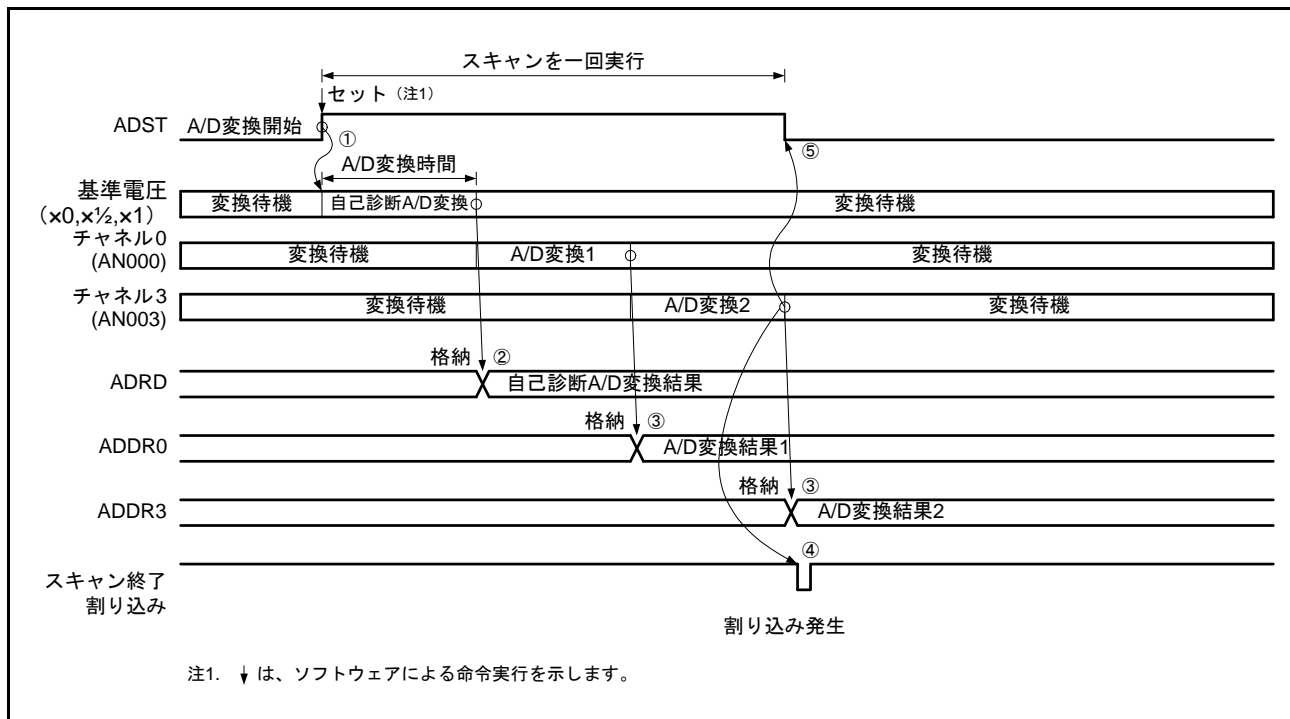 スキャンを一回実行
セット（注1）
ADST
A/D変換開始
①
⑤
A/D変換時間
基準電圧
（×0,×½,×1）
変換待機
自己診断A/D変換
変換待機
チャネル0
(AN000)
変換待機
A/D変換1
変換待機
チャネル3
(AN003)
変換待機
A/D変換2
変換待機
格納 ②
ADRD
自己診断A/D変換結果
格納 ③
ADDR0
A/D変換結果1
格納 ③
ADDR3
A/D変換結果2
④
スキャン終了
割り込み
割り込み発生
注1. ↓は、ソフトウェアによる命令実行を示します。